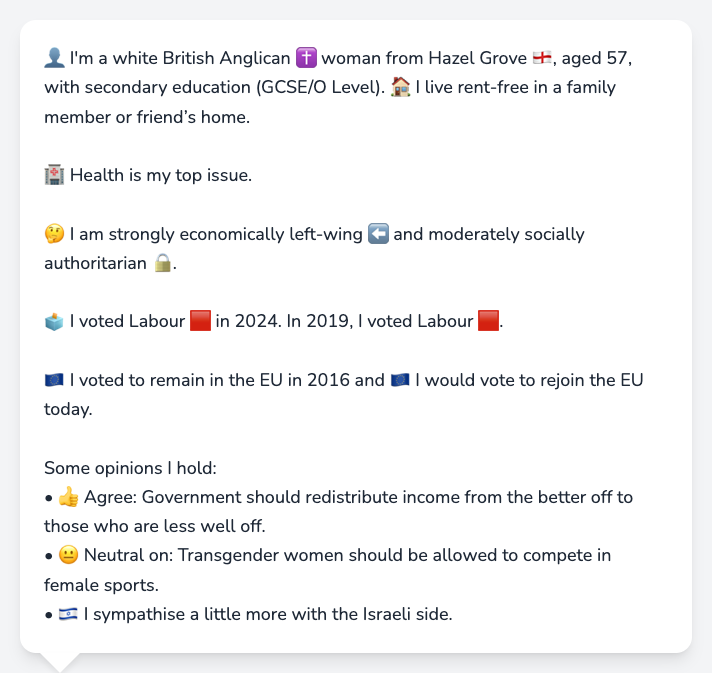 👤 I'm a white British Anglican ✝️ woman from Hazel Grove 🏴󠁧󠁢󠁥󠁮󠁧󠁿, aged 57,
with secondary education (GCSE/O Level). 🏠 I live rent-free in a family
member or friend’s home.
🏥 Health is my top issue.
🤔 I am strongly economically left-wing ⬅️ and moderately socially
authoritarian 🔒.
🗳️ I voted Labour 🟥 in 2024. In 2019, I voted Labour 🟥.
🇪🇺 I voted to remain in the EU in 2016 and 🇪🇺 I would vote to rejoin the EU
today.
Some opinions I hold:
• 👍 Agree: Government should redistribute income from the better off to
those who are less well off.
• 😐 Neutral on: Transgender women should be allowed to compete in
female sports.
• 🇮🇱 I sympathise a little more with the Israeli side.